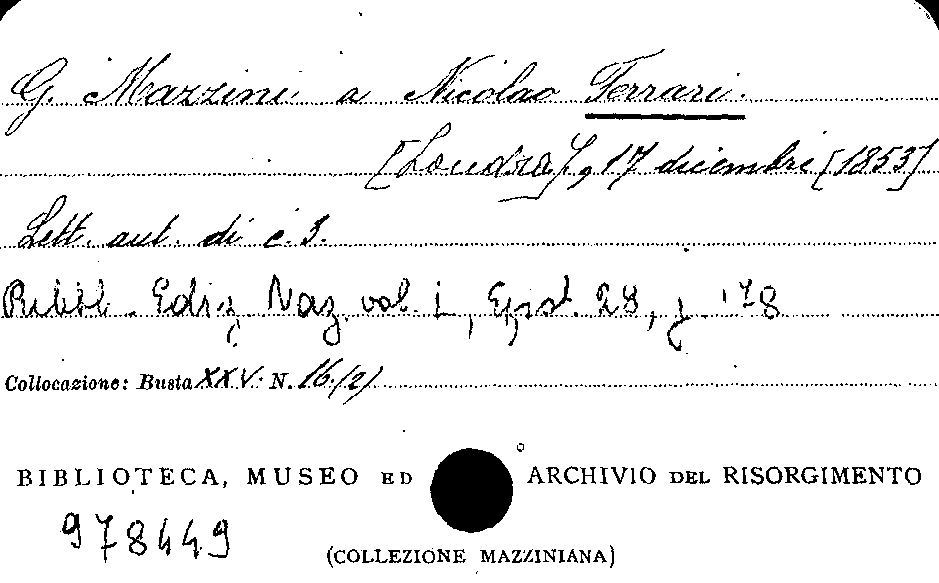 G. Mazzini a Nicolao Ferrari.
[Londra], 17 dicembre [1853]
Lett. aut. di c. 1.
Pubbl. Ediz. Naz. vol. L, Epist. 28, p. 178
Collocazione: Busta XXV. N. 16.(2)
BIBLIOTECA, MUSEO ED ARCHIVIO DEL RISORGIMENTO
978449
(COLLEZIONE MAZZINIANA)